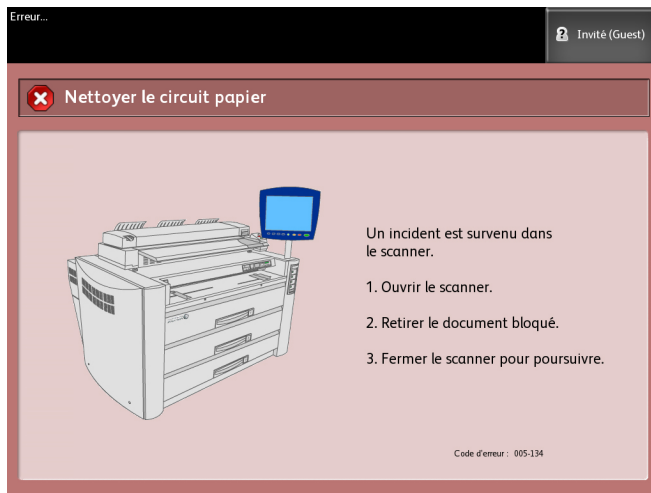 Erreur...
Invité (Guest)
Nettoyer le circuit papier
Un incident est survenu dans
le scanner.
1. Ouvrir le scanner.
2. Retirer le document bloqué.
3. Fermer le scanner pour poursuivre.
Code d'erreur : 005-134